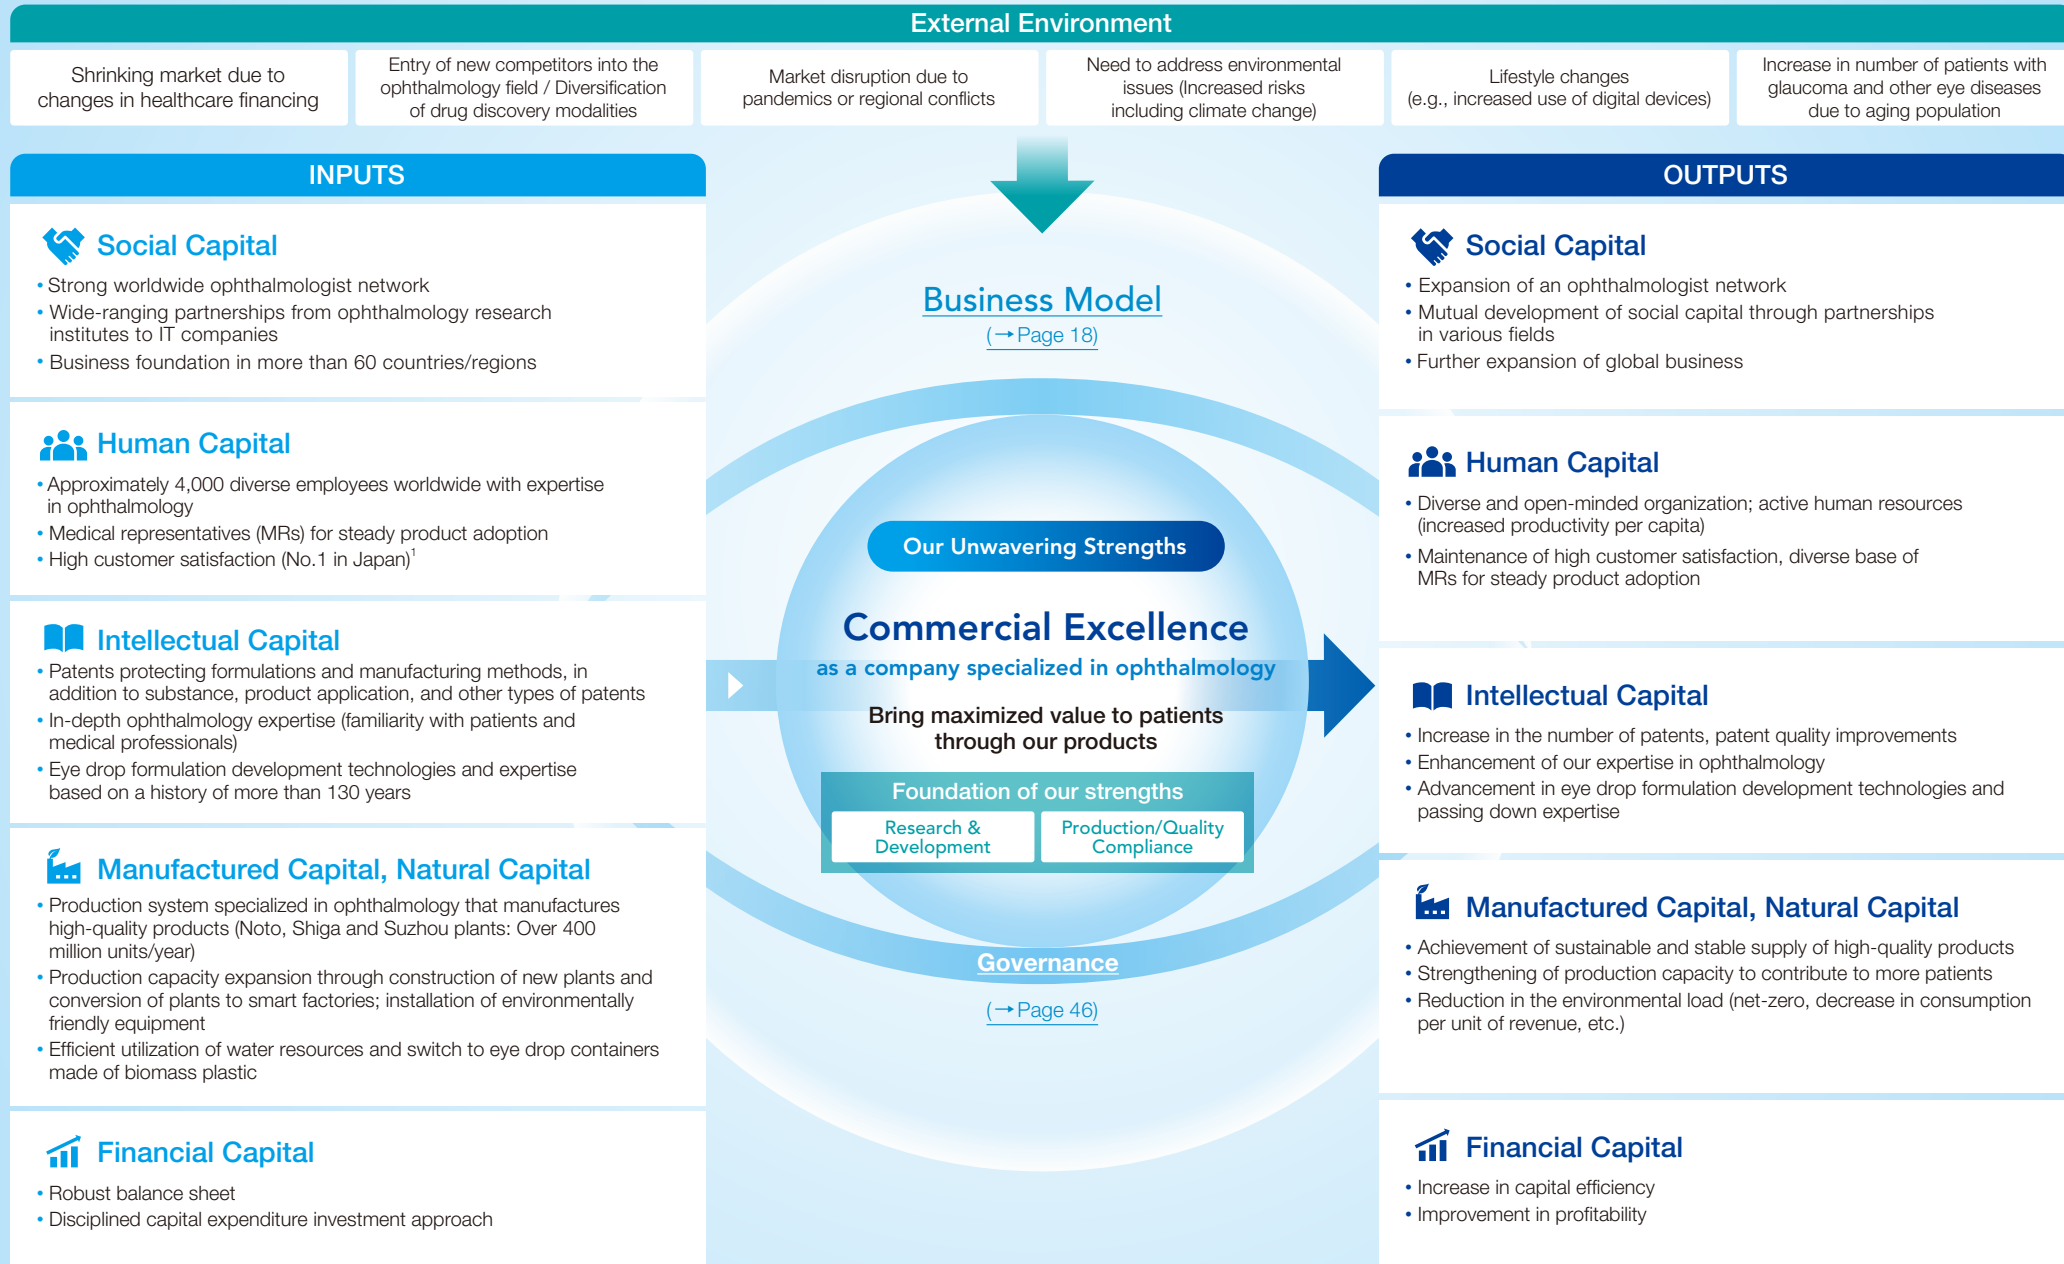 External Environment
Shrinking market due to
changes in healthcare financing
Entry of new competitors into the
ophthalmology field / Diversification
of drug discovery modalities
Market disruption due to
pandemics or regional conflicts
Need to address environmental
issues (Increased risks
including climate change)
Lifestyle changes
(e.g., increased use of digital devices)
Increase in number of patients with
glaucoma and other eye diseases
due to aging population
INPUTS
Social Capital
• Strong worldwide ophthalmologist network
• Wide-ranging partnerships from ophthalmology research
institutes to IT companies
• Business foundation in more than 60 countries/regions
Human Capital
• Approximately 4,000 diverse employees worldwide with expertise
in ophthalmology
• Medical representatives (MRs) for steady product adoption
• High customer satisfaction (No.1 in Japan)1
Intellectual Capital
• Patents protecting formulations and manufacturing methods, in
addition to substance, product application, and other types of patents
• In-depth ophthalmology expertise (familiarity with patients and
medical professionals)
• Eye drop formulation development technologies and expertise
based on a history of more than 130 years
Manufactured Capital, Natural Capital
• Production system specialized in ophthalmology that manufactures
high-quality products (Noto, Shiga and Suzhou plants: Over 400
million units/year)
• Production capacity expansion through construction of new plants and
conversion of plants to smart factories; installation of environmentally
friendly equipment
• Efficient utilization of water resources and switch to eye drop containers
made of biomass plastic
Financial Capital
• Robust balance sheet
• Disciplined capital expenditure investment approach
Business Model
(→Page 18)
Our Unwavering Strengths
Commercial Excellence
as a company specialized in ophthalmology
Bring maximized value to patients
through our products
Foundation of our strengths
Research &
Development
Production/Quality
Compliance
Governance
(→Page 46)
OUTPUTS
Social Capital
• Expansion of an ophthalmologist network
• Mutual development of social capital through partnerships
in various fields
• Further expansion of global business
Human Capital
• Diverse and open-minded organization; active human resources
(increased productivity per capita)
• Maintenance of high customer satisfaction, diverse base of
MRs for steady product adoption
Intellectual Capital
• Increase in the number of patents, patent quality improvements
• Enhancement of our expertise in ophthalmology
• Advancement in eye drop formulation development technologies and
passing down expertise
Manufactured Capital, Natural Capital
• Achievement of sustainable and stable supply of high-quality products
• Strengthening of production capacity to contribute to more patients
• Reduction in the environmental load (net-zero, decrease in consumption
per unit of revenue, etc.)
Financial Capital
• Increase in capital efficiency
• Improvement in profitability